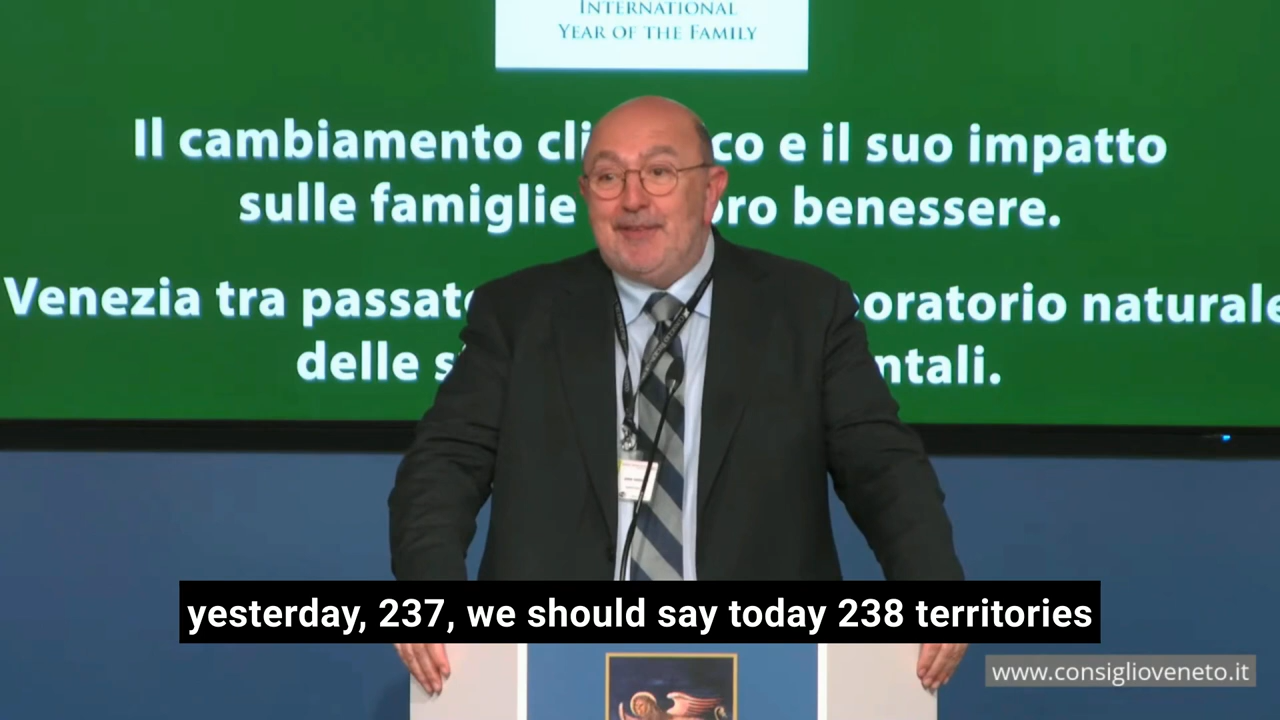 INTERNATIONAL
YEAR OF THE FAMILY
Il cambiamento cli co e il suo impatto
sulle famiglie oro benessere.
Venezia tra passato oratorio naturale
delle s ntali.
yesterday, 237, we should say today 238 territories
www.consiglioveneto.it